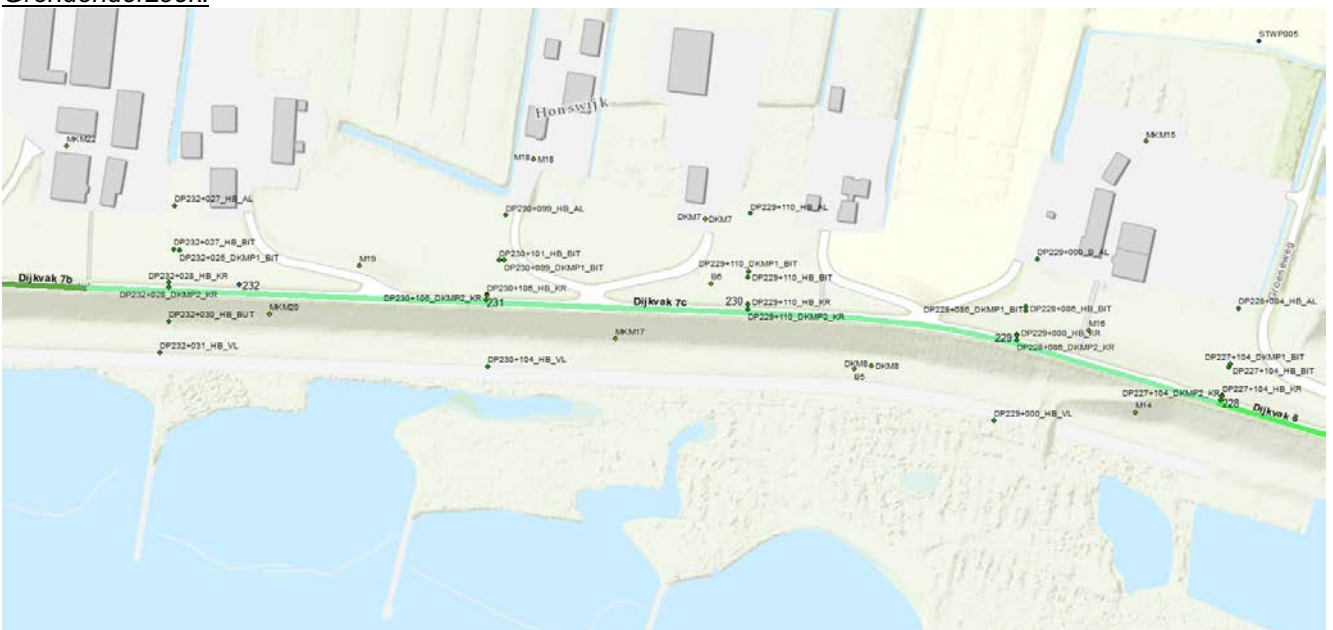 Grondonderzoek:
STWP005
Honswijk
MKM22
MKM15
M18
M18
DP232+027_HB_AL
DP230+099_HB_AL
DKM7
DKM7
DP229+110_HB_AL
Groeneweg
DP232+027_HB_BIT
DP232+026_DKMP1_BIT
DP230+101_HB_BIT
DP230+099_DKMP1_BIT
M19
DP229+110_DKMP1_BIT
DP229+110_HB_BIT
B6
DP229+000_B_AL
Dijkvak 7b
DP232+028_HB_KR
232
DP232+028_DKMP2_KR
DP230+106_HB_KR
DP230+106_DKMP2_KR
231
Dijkvak 7c
230
DP229+110_HB_KR
DP229+110_DKMP2_KR
DP228+086_DKMP1_BIT
DP228+086_HB_BIT
DP228+004_HB_AL
MKM20
DP232+030_HB_BUT
MKM17
229
DP229+000_HB_KR
M16
DP228+086_DKMP2_KR
DP232+031_HB_VL
DP230+104_HB_VL
DKM8
DKM8
B5
DP227+104_DKMP1_BIT
DP227+104_HB_BIT
DP227+104_DKMP2_KR
DP227+104_HB_KR
228
M14
Dijkvak 8
DP229+000_HB_VL